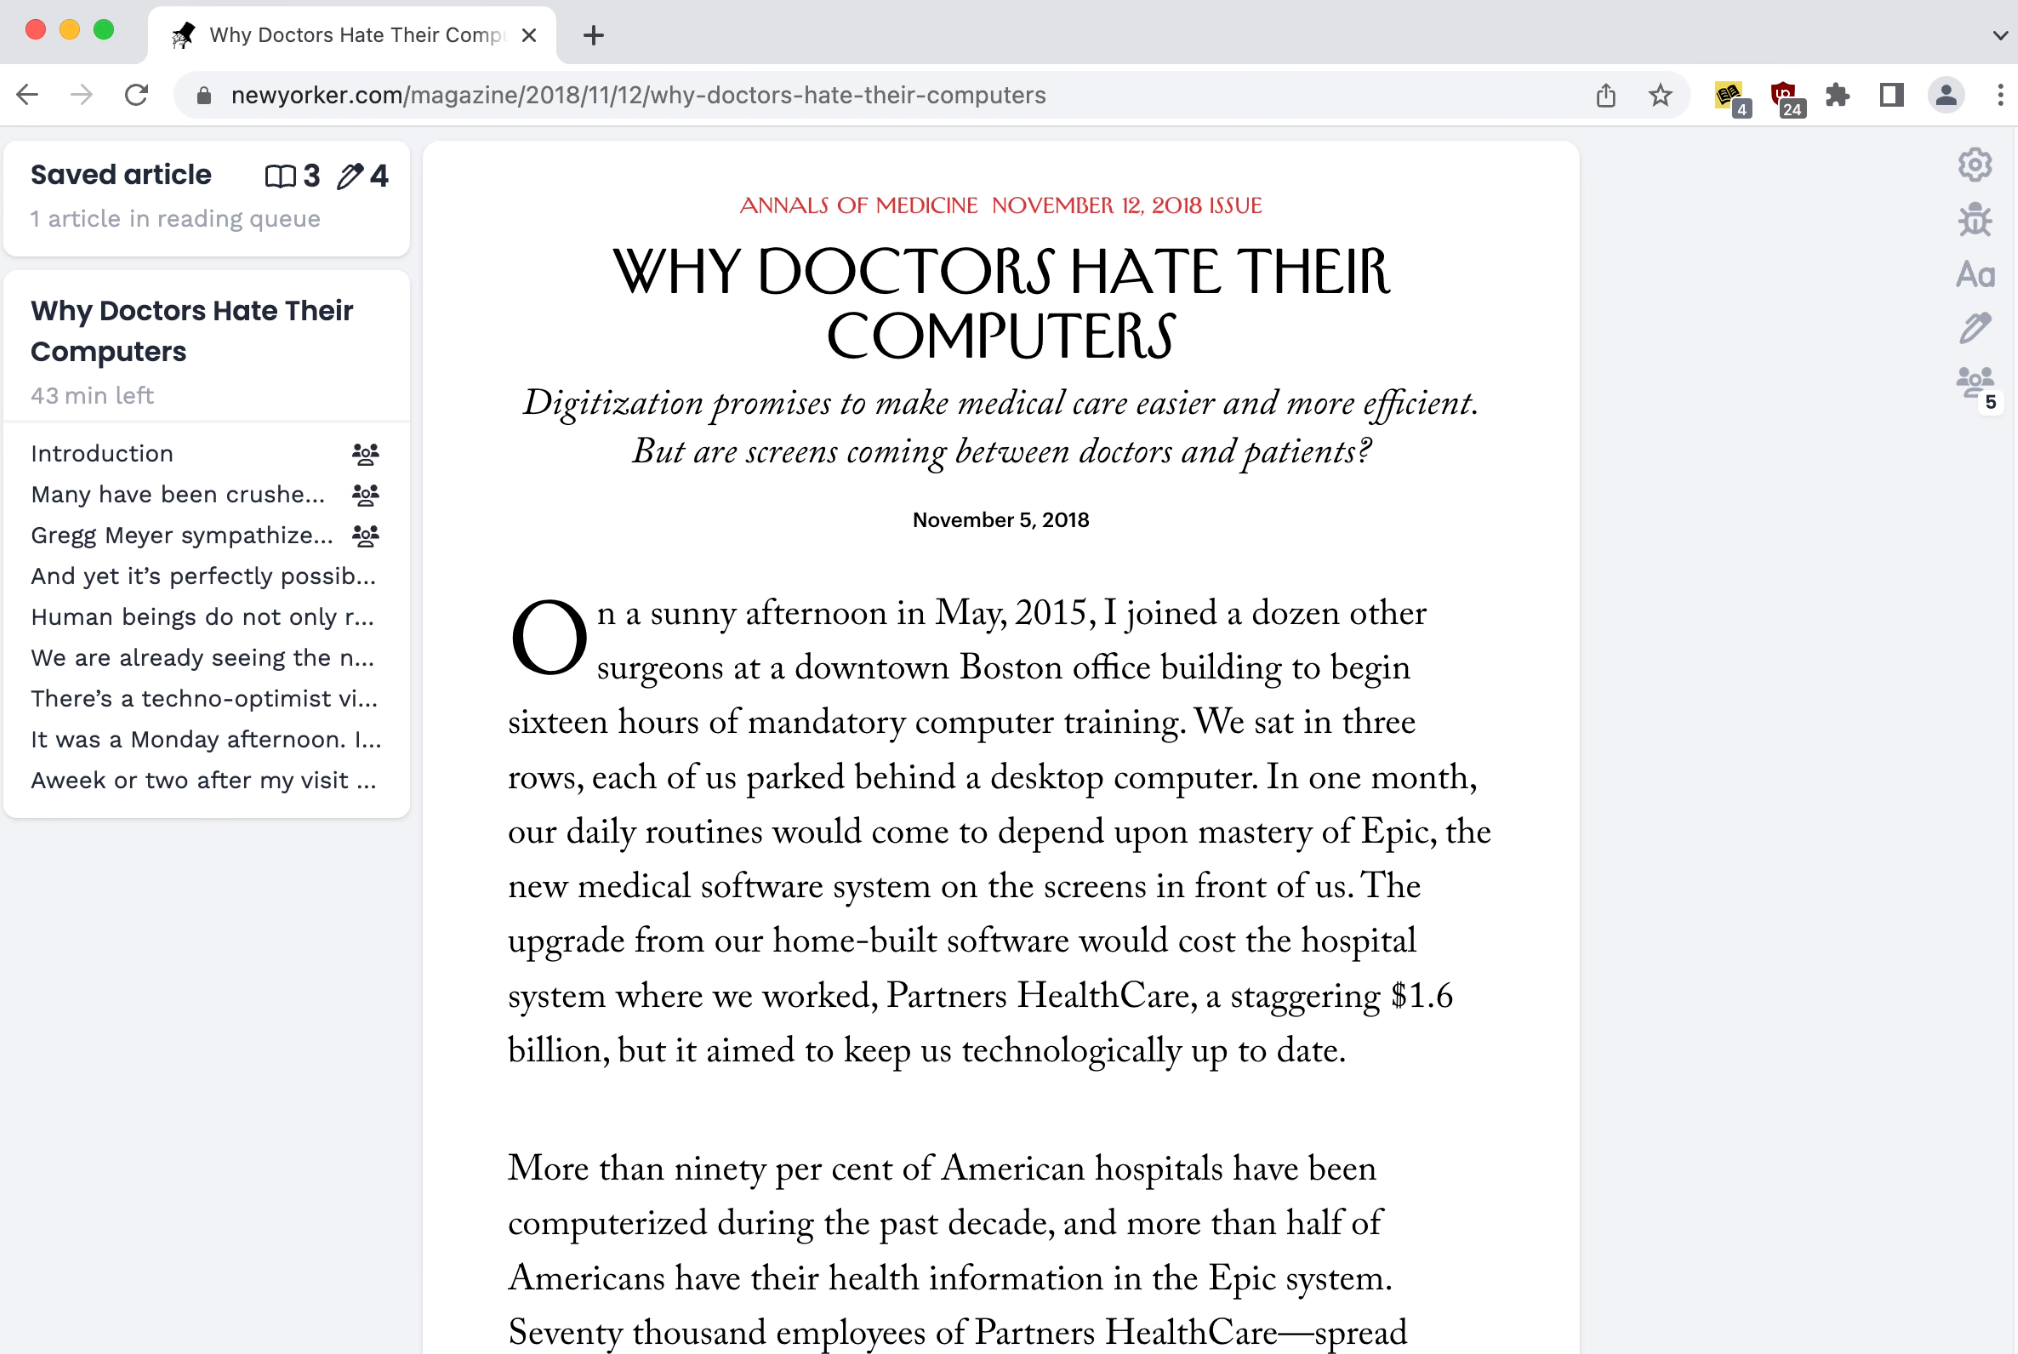 Why Doctors Hate Their Comp
newyorker.com/magazine/2018/11/12/why-doctors-hate-their-computers
4
24
Saved article
3
4
1 article in reading queue
Why Doctors Hate Their
Computers
43 min left
Introduction
Many have been crushe...
Gregg Meyer sympathize...
And yet it’s perfectly possib...
Human beings do not only r...
We are already seeing the n...
There’s a techno-optimist vi...
It was a Monday afternoon. I...
Aweek or two after my visit ...
ANNALS OF MEDICINE NOVEMBER 12, 2018 ISSUE
WHY DOCTORS HATE THEIR
COMPUTERS
Digitization promises to make medical care easier and more efficient.
But are screens coming between doctors and patients?
November 5, 2018
On a sunny afternoon in May, 2015, I joined a dozen other
surgeons at a downtown Boston office building to begin
sixteen hours of mandatory computer training. We sat in three
rows, each of us parked behind a desktop computer. In one month,
our daily routines would come to depend upon mastery of Epic, the
new medical software system on the screens in front of us. The
upgrade from our home-built software would cost the hospital
system where we worked, Partners HealthCare, a staggering $1.6
billion, but it aimed to keep us technologically up to date.
More than ninety per cent of American hospitals have been
computerized during the past decade, and more than half of
Americans have their health information in the Epic system.
Seventy thousand employees of Partners HealthCare—spread
Aa
5